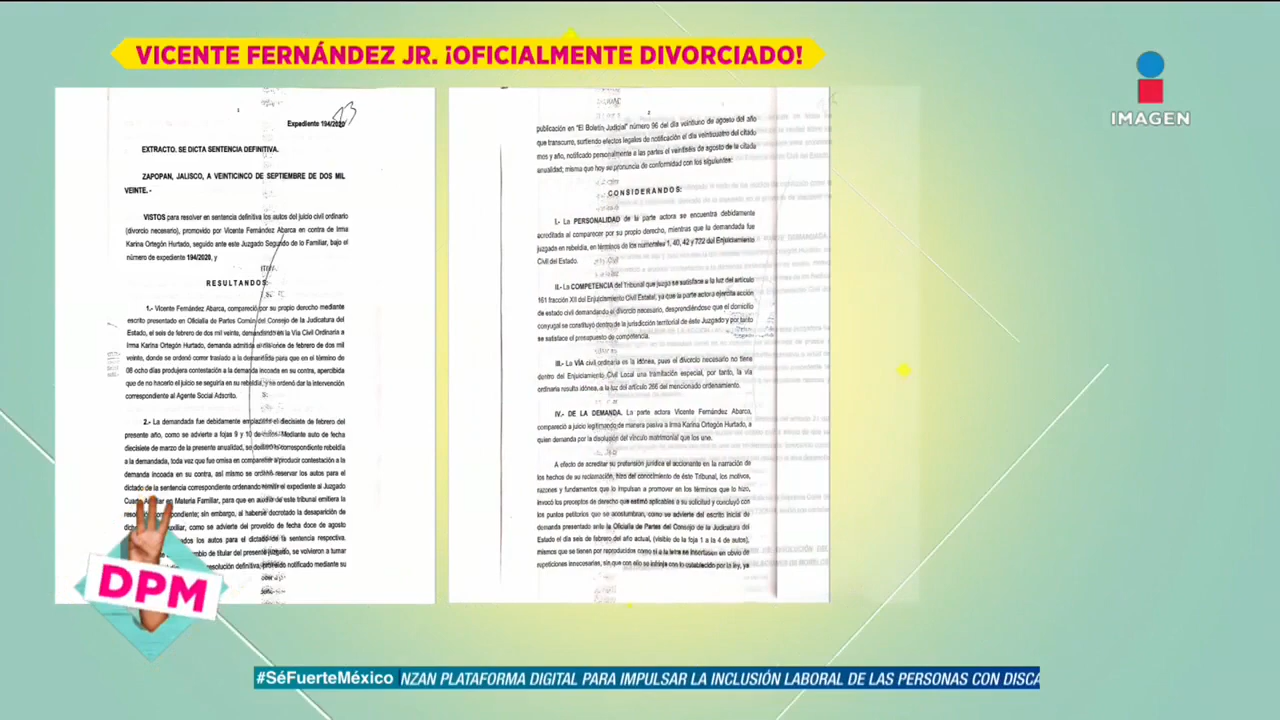 VICENTE FERNÁNDEZ JR. ¡OFICIALMENTE DIVORCIADO!
IMAGEN
Expediente 194/2020
EXTRACTO. SE DICTA SENTENCIA DEFINITIVA.
ZAPOPAN, JALISCO, A VEINTICINCO DE SEPTIEMBRE DE DOS MIL
VEINTE.-
VISTOS para resolver en sentencia definitiva los autos del juicio civil ordinario
(divorcio necesario), promovido por Vicente Fernández Abarca en contra de Irma
Karina Ortegón Hurtado, seguido ante este Juzgado Segundo de lo Familiar, bajo el
número de expediente 194/2020, y
RESULTANDOS:
1.- Vicente Fernández Abarca, compareció por su propio derecho mediante
escrito presentado en Oficialía de Partes Común del Consejo de la Judicatura del
Estado, el seis de febrero de dos mil veinte, demandando en la Vía Civil Ordinaria a
Irma Karina Ortegón Hurtado, demanda admitida el día once de febrero de dos mil
veinte, donde se ordenó correr traslado a la demandada para que en el término de
08 ocho días produjera contestación a la demanda incoada en su contra, apercibida
que de no hacerlo el juicio se seguiría en su rebeldía, y se ordenó dar la intervención
correspondiente al Agente Social Adscrito.
2.- La demandada fue debidamente emplazada el diecisiete de febrero del
presente año, como se advierte a fojas 9 y 10 de autos. Mediante auto de fecha
diecisiete de marzo de la presente anualidad, se declaró la correspondiente rebeldía
a la demandada, toda vez que fue omisa en comparecer a producir contestación a la
demanda incoada en su contra, así mismo se ordenó reservar los autos para el
dictado de la sentencia correspondiente ordenando remitir el expediente al Juzgado
Cuarto Auxiliar en Materia Familiar, para que en auxilio de este tribunal emitiera la
correspondiente; sin embargo, al haberse decretado la desaparición de
como se advierte del proveído de fecha doce de agosto
los autos para el dictado de la sentencia respectiva.
de titular del presente juzgado, se volvieron a turnar
resolución definitiva, proveído notificado mediante su
2
publicación en "El Boletín Judicial" número 96 del día veintiuno de agosto del año
que transcurre, surtiendo efectos legales de notificación el día veinticuatro del citado
mes y año, notificado personalmente a las partes el veintiséis de agosto de la citada
anualidad; misma que hoy se pronuncia de conformidad con los siguientes:
CONSIDERANDOS:
I.- La PERSONALIDAD de la parte actora se encuentra debidamente
acreditada al comparecer por su propio derecho, mientras que la demandada fue
juzgada en rebeldía, en términos de los numerales 1, 40, 42 y 732 del Enjuiciamiento
Civil del Estado.
II.- La COMPETENCIA del Tribunal que juzga se satisface a la luz del artículo
161 fracción XII del Enjuiciamiento Civil Estatal, ya que la parte actora ejercita acción
de estado civil demandando el divorcio necesario, desprendiéndose que el domicilio
conyugal se constituyó dentro de la jurisdicción territorial de éste Juzgado y por tanto
se satisface el presupuesto de competencia.
III.- La VÍA civil ordinaria es la idónea, pues el divorcio necesario no tiene
dentro del Enjuiciamiento Civil Local una tramitación especial, por tanto, la vía
ordinaria resulta idónea, a la luz del artículo 266 del mencionado ordenamiento.
IV.- DE LA DEMANDA. La parte actora Vicente Fernández Abarca,
compareció a juicio legitimando de manera pasiva a Irma Karina Ortegón Hurtado, a
quien demanda por la disolución del vínculo matrimonial que los une.
A efecto de acreditar su pretensión jurídica el accionante en la narración de
los hechos de su reclamación, hizo del conocimiento de éste Tribunal, los motivos,
razones y fundamentos que lo impulsan a promover en los términos que lo hizo,
invocó los preceptos de derecho que estimó aplicables a su solicitud y concluyó con
los puntos petitorios que se acostumbran, como se advierte del escrito inicial de
demanda presentado ante la Oficialía de Partes del Consejo de la Judicatura del
Estado el día seis de febrero del año actual, (visible de la foja 1 a la 4 de autos),
mismos que se tienen por reproducidos como si a la letra se insertasen en obvio de
repeticiones innecesarias, sin que con ello se infrinja con lo establecido por la ley, ya
DPM
#SéFuerteMéxico
NZAN PLATAFORMA DIGITAL PARA IMPULSAR LA INCLUSIÓN LABORAL DE LAS PERSONAS CON DISCA